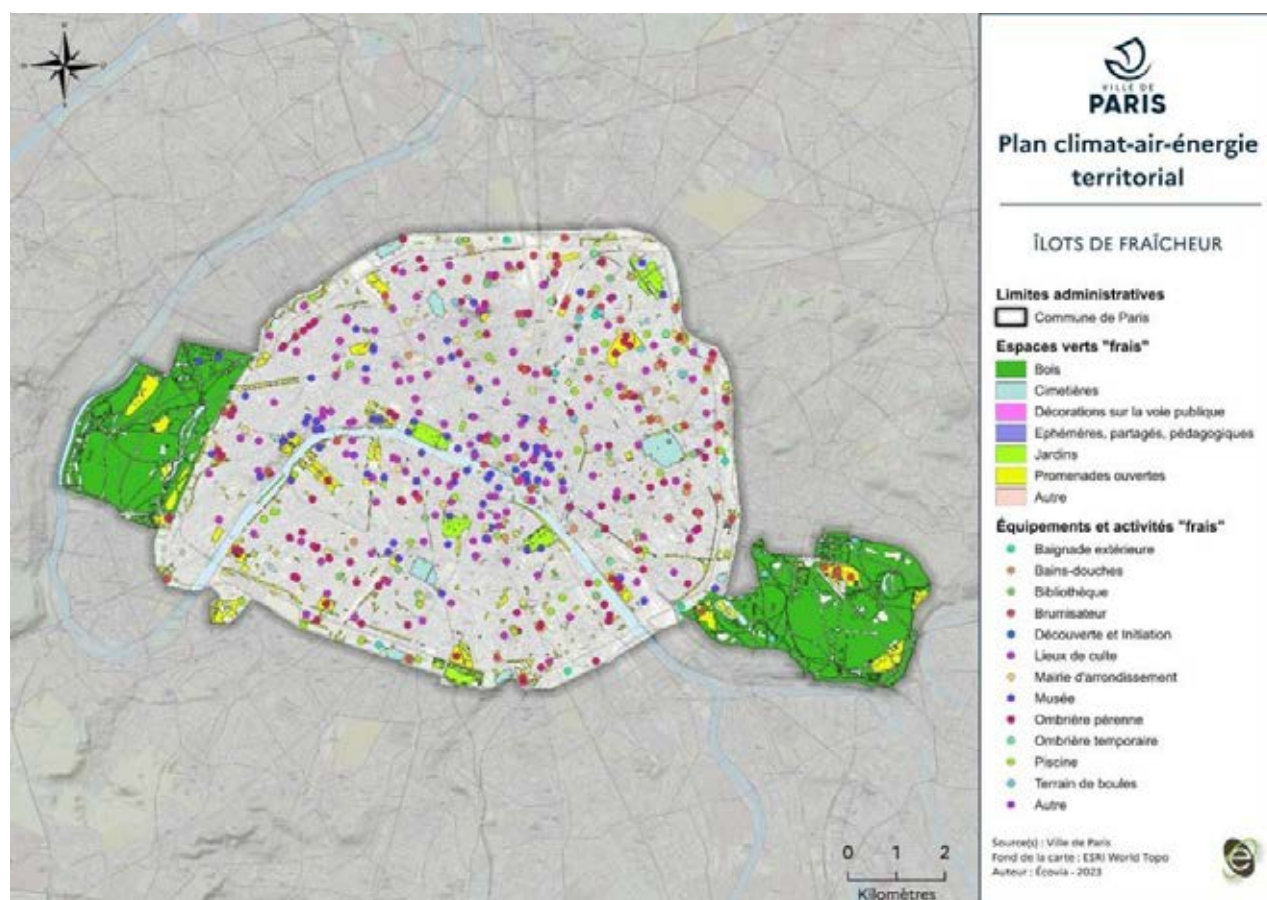 VILLE DE
PARIS
Plan climat-air-énergie
territorial
ÎLOTS DE FRAÎCHEUR
Limites administratives
Commune de Paris
Espaces verts "frais"
Bois
Cimetières
Décorations sur la voie publique
Ephémères, partagés, pédagogiques
Jardins
Promenades ouvertes
Autre
Équipements et activités "frais"
Baignade extérieure
Bains-douches
Bibliothèque
Brumisateur
Découverte et Initiation
Lieux de culte
Mairie d'arrondissement
Musée
Ombrière pérenne
Ombrière temporaire
Piscine
Terrain de boules
Autre
Source(s) : Ville de Paris
Fond de la carte : ESRI World Topo
Auteur : Écovia - 2023
0 1 2
Kilomètres